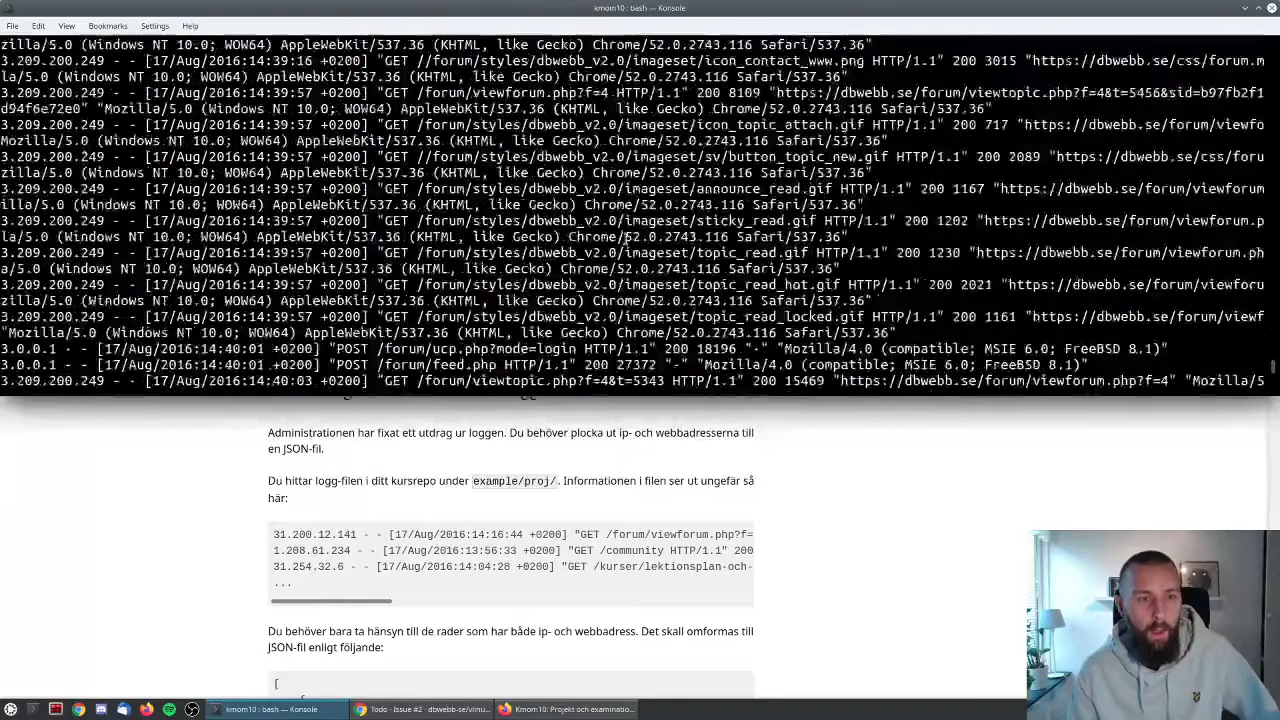 kmom10 : bash — Konsole
File Edit View Bookmarks Settings Help
zilla/5.0 (Windows NT 10.0; WOW64) AppleWebKit/537.36 (KHTML, like Gecko) Chrome/52.0.2743.116 Safari/537.36"
3.209.200.249 - - [17/Aug/2016:14:39:16 +0200] "GET //forum/styles/dbwebb_v2.0/imageset/icon_contact_www.png HTTP/1.1" 200 3015 "https://dbwebb.se/css/forum.m
la/5.0 (Windows NT 10.0; WOW64) AppleWebKit/537.36 (KHTML, like Gecko) Chrome/52.0.2743.116 Safari/537.36"
3.209.200.249 - - [17/Aug/2016:14:39:57 +0200] "GET /forum/viewforum.php?f=4 HTTP/1.1" 200 8109 "https://dbwebb.se/forum/viewtopic.php?f=4&t=5456&sid=b97fb2f1
d94f6e72e0" "Mozilla/5.0 (Windows NT 10.0; WOW64) AppleWebKit/537.36 (KHTML, like Gecko) Chrome/52.0.2743.116 Safari/537.36"
3.209.200.249 - - [17/Aug/2016:14:39:57 +0200] "GET /forum/styles/dbwebb_v2.0/imageset/icon_topic_attach.gif HTTP/1.1" 200 717 "https://dbwebb.se/forum/viewfo
Mozilla/5.0 (Windows NT 10.0; WOW64) AppleWebKit/537.36 (KHTML, like Gecko) Chrome/52.0.2743.116 Safari/537.36"
3.209.200.249 - - [17/Aug/2016:14:39:57 +0200] "GET //forum/styles/dbwebb_v2.0/imageset/sv/button_topic_new.gif HTTP/1.1" 200 2089 "https://dbwebb.se/css/foru
zilla/5.0 (Windows NT 10.0; WOW64) AppleWebKit/537.36 (KHTML, like Gecko) Chrome/52.0.2743.116 Safari/537.36"
3.209.200.249 - - [17/Aug/2016:14:39:57 +0200] "GET /forum/styles/dbwebb_v2.0/imageset/announce_read.gif HTTP/1.1" 200 1167 "https://dbwebb.se/forum/viewforum
illa/5.0 (Windows NT 10.0; WOW64) AppleWebKit/537.36 (KHTML, like Gecko) Chrome/52.0.2743.116 Safari/537.36"
3.209.200.249 - - [17/Aug/2016:14:39:57 +0200] "GET /forum/styles/dbwebb_v2.0/imageset/sticky_read.gif HTTP/1.1" 200 1202 "https://dbwebb.se/forum/viewforum.p
la/5.0 (Windows NT 10.0; WOW64) AppleWebKit/537.36 (KHTML, like Gecko) Chrome/52.0.2743.116 Safari/537.36"
3.209.200.249 - - [17/Aug/2016:14:39:57 +0200] "GET /forum/styles/dbwebb_v2.0/imageset/topic_read.gif HTTP/1.1" 200 1230 "https://dbwebb.se/forum/viewforum.ph
a/5.0 (Windows NT 10.0; WOW64) AppleWebKit/537.36 (KHTML, like Gecko) Chrome/52.0.2743.116 Safari/537.36"
3.209.200.249 - - [17/Aug/2016:14:39:57 +0200] "GET /forum/styles/dbwebb_v2.0/imageset/topic_read_hot.gif HTTP/1.1" 200 2021 "https://dbwebb.se/forum/viewforu
zilla/5.0 (Windows NT 10.0; WOW64) AppleWebKit/537.36 (KHTML, like Gecko) Chrome/52.0.2743.116 Safari/537.36"
3.209.200.249 - - [17/Aug/2016:14:39:57 +0200] "GET /forum/styles/dbwebb_v2.0/imageset/topic_read_locked.gif HTTP/1.1" 200 1161 "https://dbwebb.se/forum/viewf
"Mozilla/5.0 (Windows NT 10.0; WOW64) AppleWebKit/537.36 (KHTML, like Gecko) Chrome/52.0.2743.116 Safari/537.36"
3.0.0.1 - - [17/Aug/2016:14:40:01 +0200] "POST /forum/ucp.php?mode=login HTTP/1.1" 200 18196 "-" "Mozilla/4.0 (compatible; MSIE 6.0; FreeBSD 8.1)"
3.0.0.1 - - [17/Aug/2016:14:40:01 +0200] "POST /forum/feed.php HTTP/1.1" 200 27372 "-" "Mozilla/4.0 (compatible; MSIE 6.0; FreeBSD 8.1)"
3.209.200.249 - - [17/Aug/2016:14:40:03 +0200] "GET /forum/viewtopic.php?f=4&t=5343 HTTP/1.1" 200 15469 "https://dbwebb.se/forum/viewforum.php?f=4" "Mozilla/5
Administrationen har fixat ett utdrag ur loggen. Du behöver plocka ut ip- och webbadresserna till
en JSON-fil.
Du hittar logg-filen i ditt kursrepo under example/proj/. Informationen i filen ser ut ungefär så
här:
31.200.12.141 - - [17/Aug/2016:14:16:44 +0200] "GET /forum/viewforum.php?f=
1.208.61.234 - - [17/Aug/2016:13:56:33 +0200] "GET /community HTTP/1.1" 200
31.254.32.6 - - [17/Aug/2016:14:04:28 +0200] "GET /kurser/lektionsplan-och-
...
Du behöver bara ta hänsyn till de rader som har både ip- och webbadress. Det skall omformas till
JSON-fil enligt följande:
[
kmom10 : bash — Konsole
Todo · Issue #2 · dbwebb-se/vlinu...
Kmom10: Projekt och examinatio...